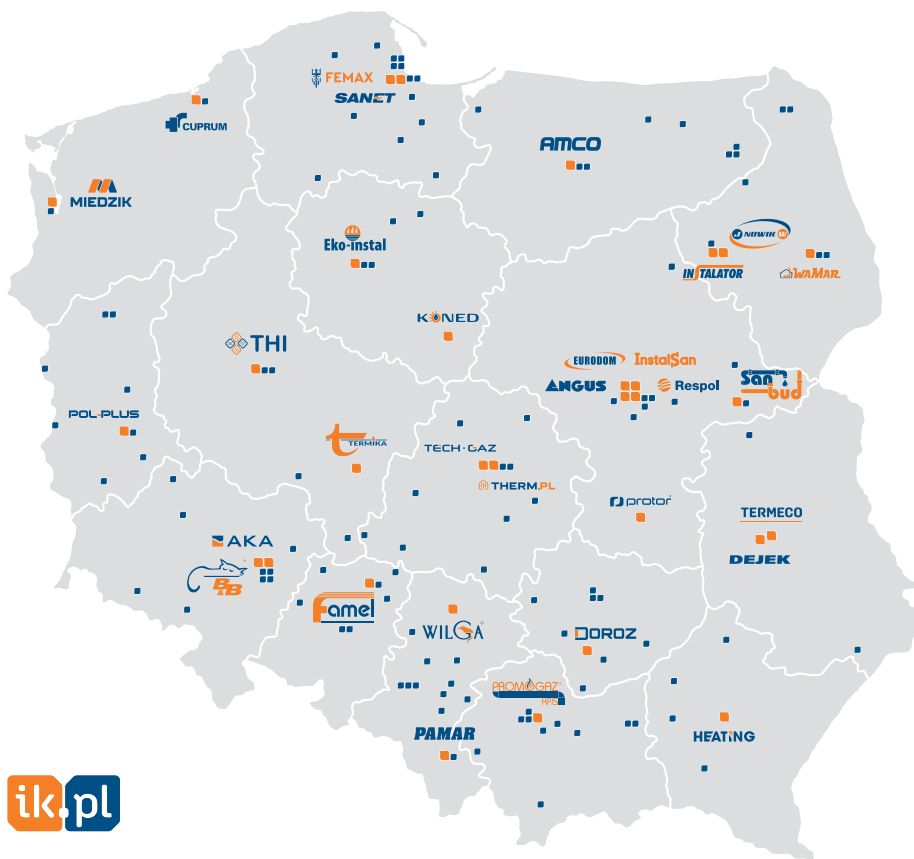 FEMAX
SANET
CUPRUM
AMCO
MIEDZIK
Eko-instal
J NOWIK M
INSTALATOR
WaMaR
KONED
THI
EURODOM
InstalSan
ANGUS
Respol
San
bud
POL-PLUS
TERMIKA
TECH·GAZ
THERM.PL
protor
TERMECO
DEJEK
AKA
B&B
Famel
WILGA
DOROZ
PROMOGAZ®
KPIS
PAMAR
HEATING
ik.pl